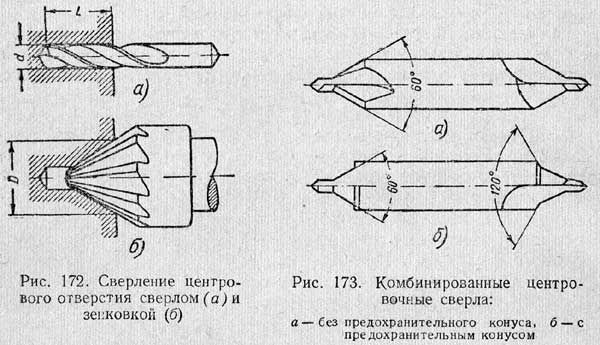 L
d
а)
D
б)
Рис. 172. Сверление центро-
вого отверстия сверлом (а) и
зенковкой (б)
60°
а)
60°
120°
б)
Рис. 173. Комбинированные центро-
вочные сверла:
а — без предохранительного конуса, б — с
предохранительным конусом